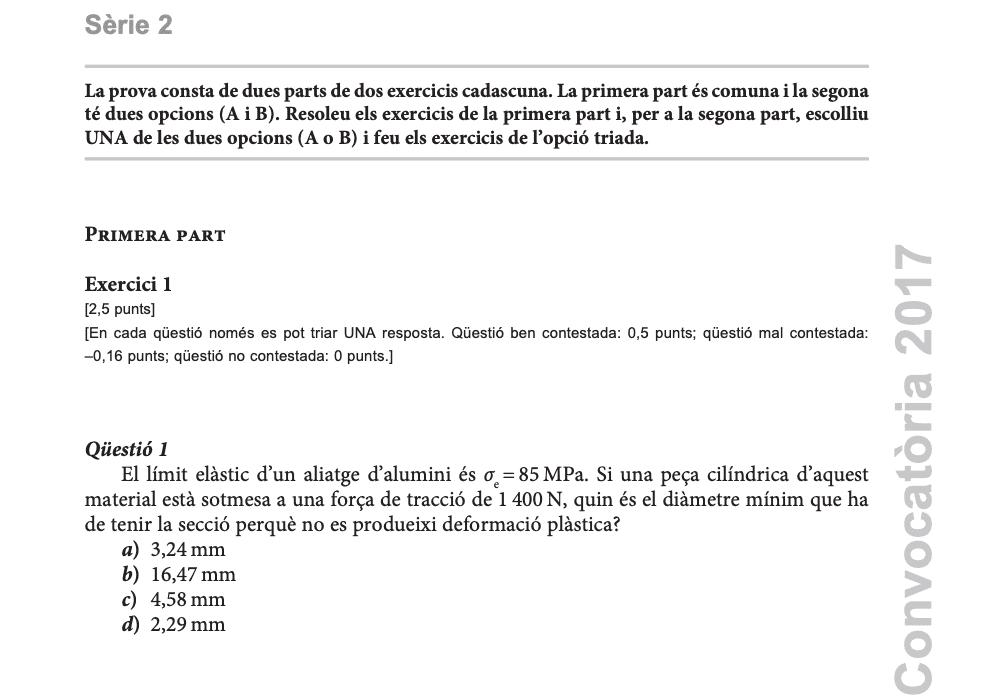 Sèrie 2
La prova consta de dues parts de dos exercicis cadascuna. La primera part és comuna i la segona
té dues opcions (A i B). Resoleu els exercicis de la primera part i, per a la segona part, escolliu
UNA de les dues opcions (A o B) i feu els exercicis de l’opció triada.
PRIMERA PART
Exercici 1
[2,5 punts]
[En cada qüestió només es pot triar UNA resposta. Qüestió ben contestada: 0,5 punts; qüestió mal contestada:
–0,16 punts; qüestió no contestada: 0 punts.]
Qüestió 1
El límit elàstic d’un aliatge d’alumini és σe = 85 MPa. Si una peça cilíndrica d’aquest
material està sotmesa a una força de tracció de 1 400 N, quin és el diàmetre mínim que ha
de tenir la secció perquè no es produeixi deformació plàstica?
a) 3,24 mm
b) 16,47 mm
c) 4,58 mm
d) 2,29 mm
Convocatòria 2017